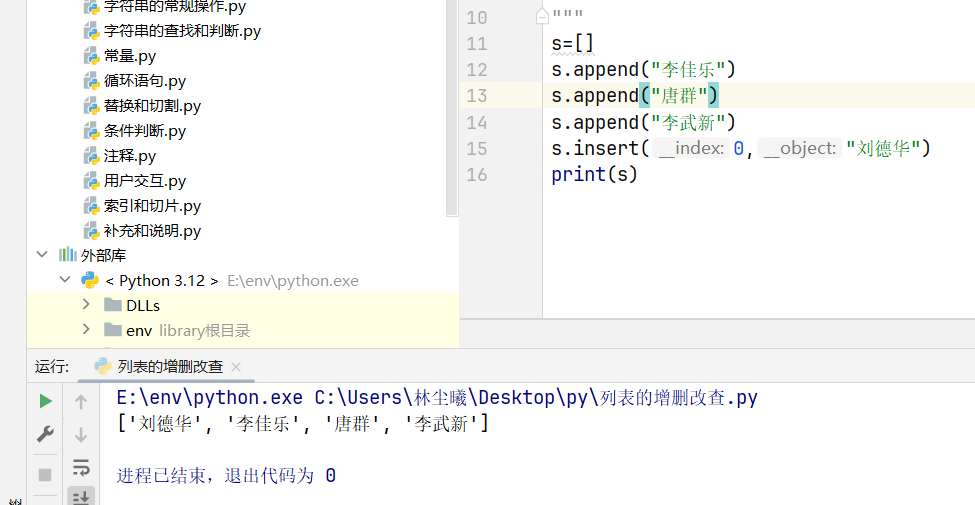 字符串的常规操作.py
字符串的查找和判断.py
常量.py
循环语句.py
替换和切割.py
条件判断.py
注释.py
用户交互.py
索引和切片.py
补充和说明.py
外部库
< Python 3.12 > E:\env\python.exe
DLLs
env library根目录
10 """
11 s=[]
12 s.append("李佳乐")
13 s.append("唐群")
14 s.append("李武新")
15 s.insert( __index: 0, __object: "刘德华")
16 print(s)
运行: 列表的增删改查
E:\env\python.exe C:\Users\林尘曦\Desktop\py\列表的增删改查.py
['刘德华', '李佳乐', '唐群', '李武新']
进程已结束，退出代码为 0